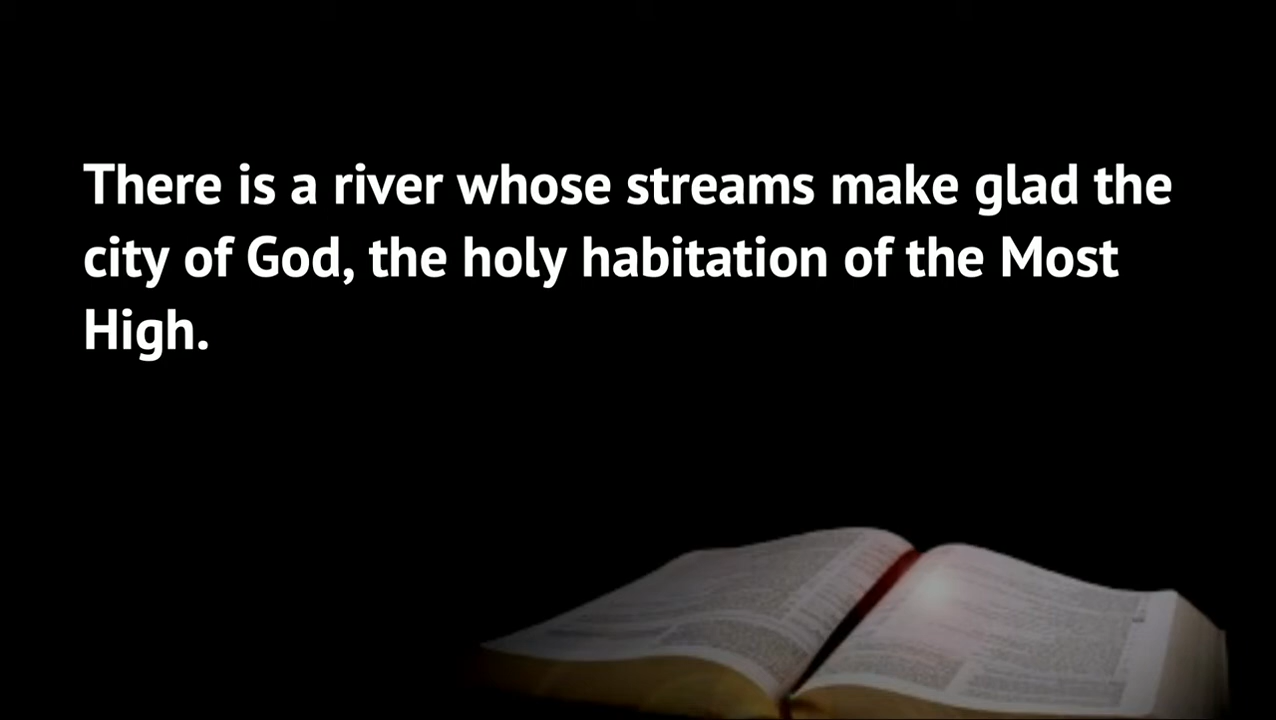 There is a river whose streams make glad the
city of God, the holy habitation of the Most
High.